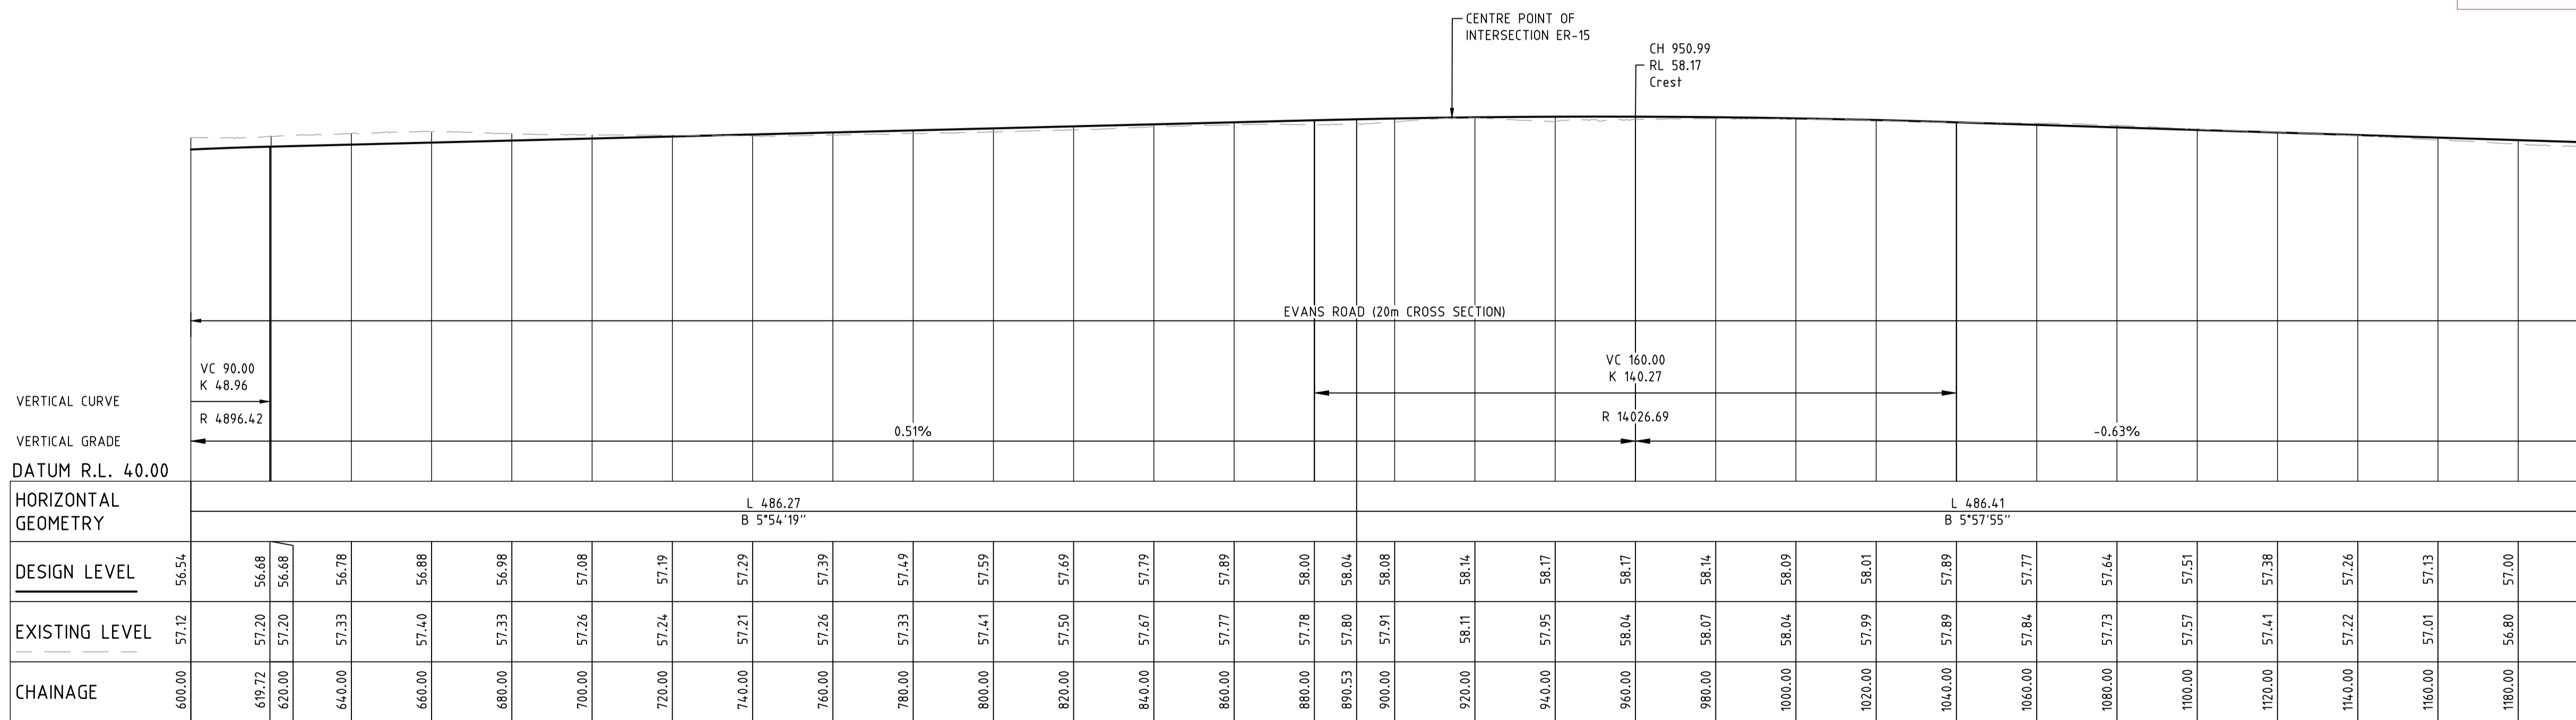 CENTRE POINT OF
INTERSECTION ER-15
CH 950.99
RL 58.17
Crest
EVANS ROAD (20m CROSS SECTION)
VC 90.00
K 48.96
R 4896.42
VC 160.00
K 140.27
R 14026.69
VERTICAL CURVE
VERTICAL GRADE
0.51%
-0.63%
DATUM R.L. 40.00
HORIZONTAL
GEOMETRY
L 486.27
B 5°54'19"
L 486.41
B 5°57'55"
DESIGN LEVEL
56.54 56.68 56.68 56.78 56.88 56.98 57.08 57.19 57.29 57.39 57.49 57.59 57.69 57.79 57.89 58.00 58.04 58.08 58.14 58.17 58.17 58.14 58.09 58.01 57.89 57.77 57.64 57.51 57.38 57.26 57.13 57.00
EXISTING LEVEL
57.12 57.20 57.20 57.33 57.40 57.33 57.26 57.24 57.21 57.26 57.33 57.41 57.50 57.67 57.77 57.78 57.80 57.91 58.11 57.95 58.04 58.07 58.04 57.99 57.89 57.84 57.73 57.57 57.41 57.22 57.01 56.80
CHAINAGE
600.00 619.72 620.00 640.00 660.00 680.00 700.00 720.00 740.00 760.00 780.00 800.00 820.00 840.00 860.00 880.00 890.53 900.00 920.00 940.00 960.00 980.00 1000.00 1020.00 1040.00 1060.00 1080.00 1100.00 1120.00 1140.00 1160.00 1180.00